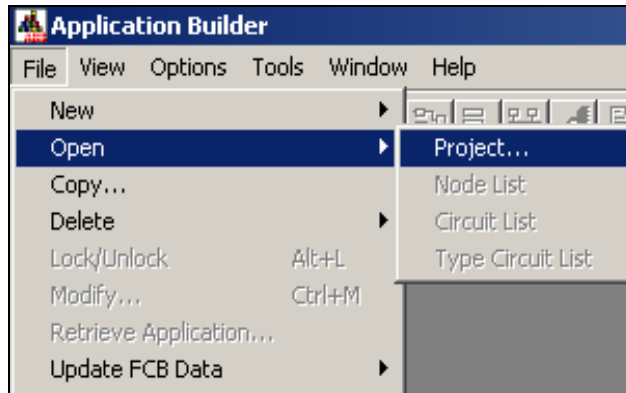 Application Builder
File View Options Tools Window Help
New
Open
Project...
Copy...
Node List
Delete
Circuit List
Lock/Unlock Alt+L
Type Circuit List
Modify... Ctrl+M
Retrieve Application...
Update FCB Data